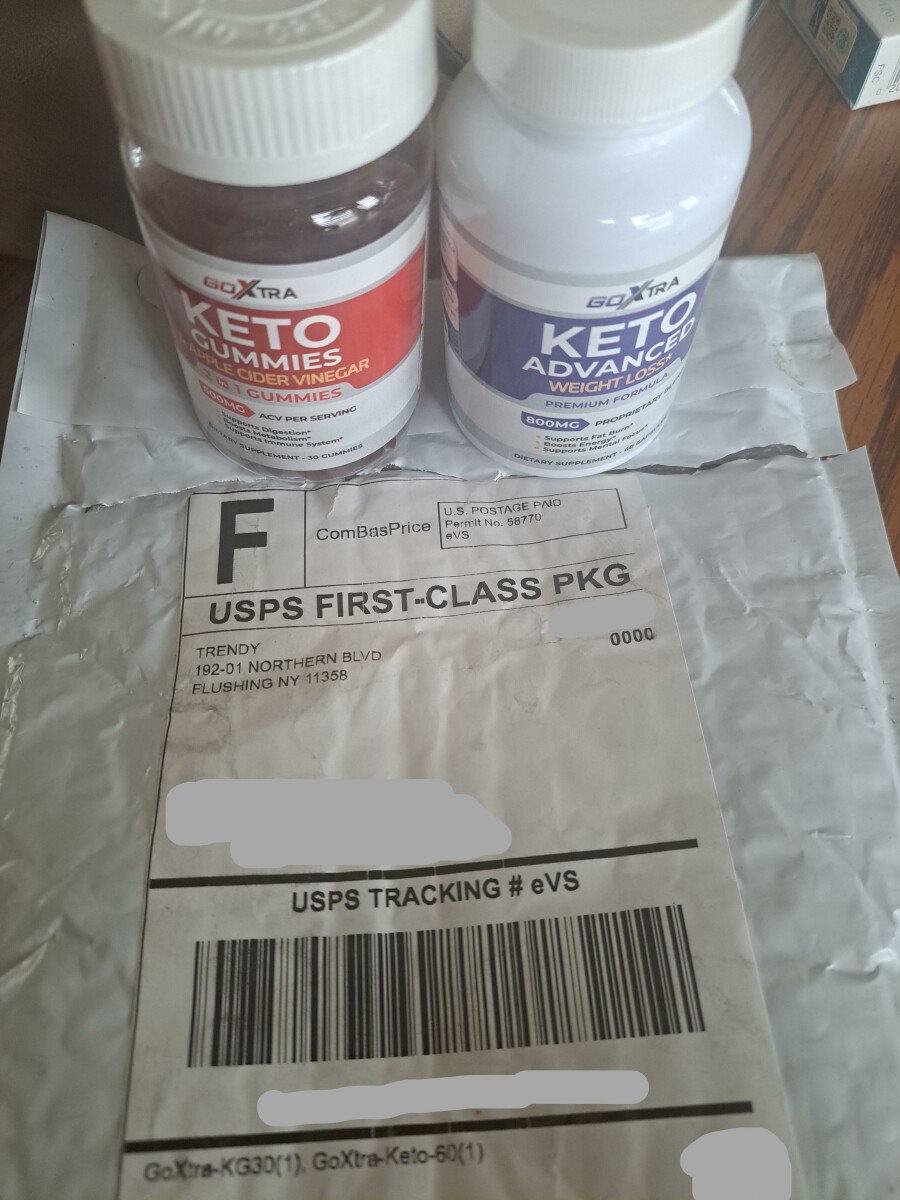 GOXTRA
KETO
GUMMIES
+ APPLE CIDER VINEGAR
2 in 1 GUMMIES
500MG ACV PER SERVING
Supports Digestion*
Boosts Metabolism*
Supports Immune System*
DIETARY SUPPLEMENT - 30 GUMMIES
GOXTRA
KETO
ADVANCED
WEIGHT LOSS*
PREMIUM FORMULA
800MG PROPRIETARY
Supports Fat Burn*
Boosts Energy*
Supports Mental Focus*
DIETARY SUPPLEMENT - 60
F
ComBasPrice
U.S. POSTAGE PAID
Permit No. 58770
eVS
USPS FIRST-CLASS PKG
TRENDY
192-01 NORTHERN BLVD
FLUSHING NY 11358
0000
USPS TRACKING # eVS
GoXtra-KG30(1), GoXtra-Keto-60(1)